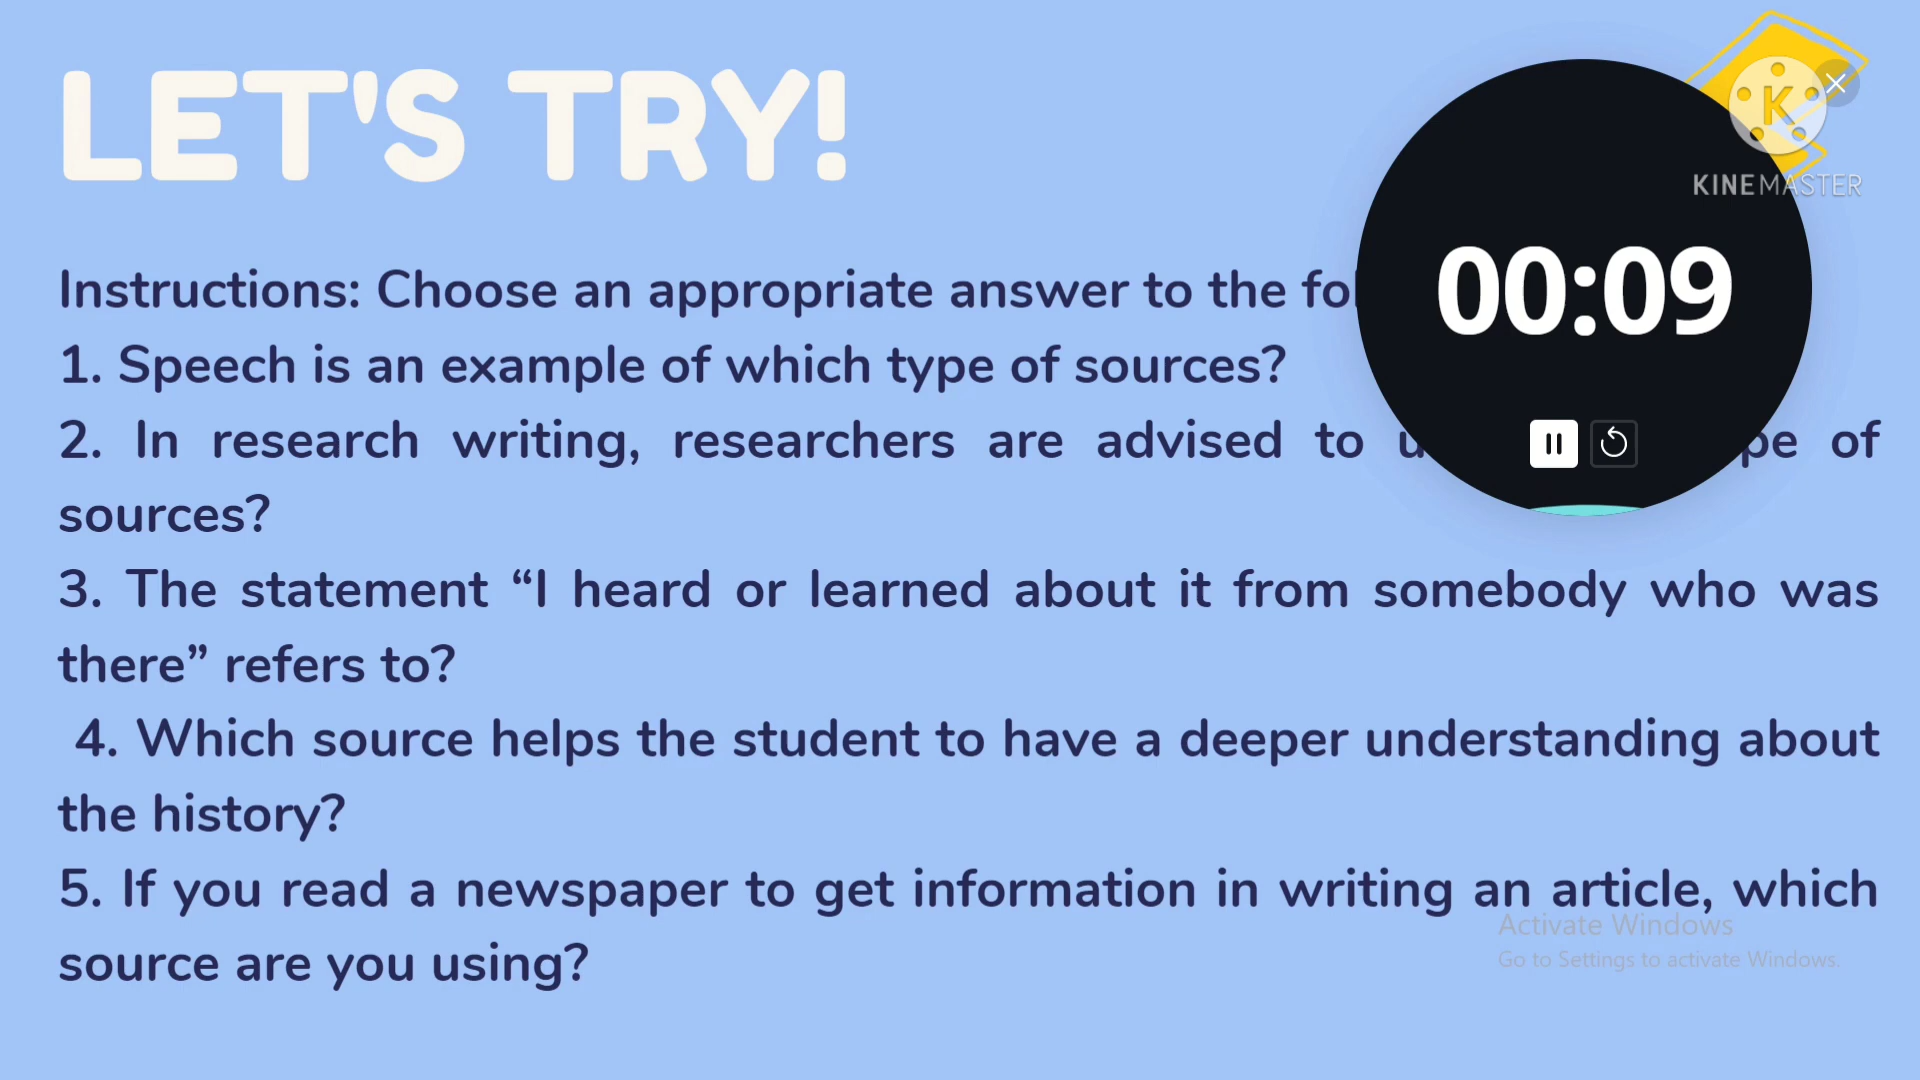 LET'S TRY!
KINEMASTER
00:09
Instructions: Choose an appropriate answer to the
1. Speech is an example of which type of sources?
2. In research writing, researchers are advised to of
sources?
3. The statement “I heard or learned about it from somebody who was
there” refers to?
4. Which source helps the student to have a deeper understanding about
the history?
5. If you read a newspaper to get information in writing an article, which
source are you using?
Activate Windows
Go to Settings to activate Windows.